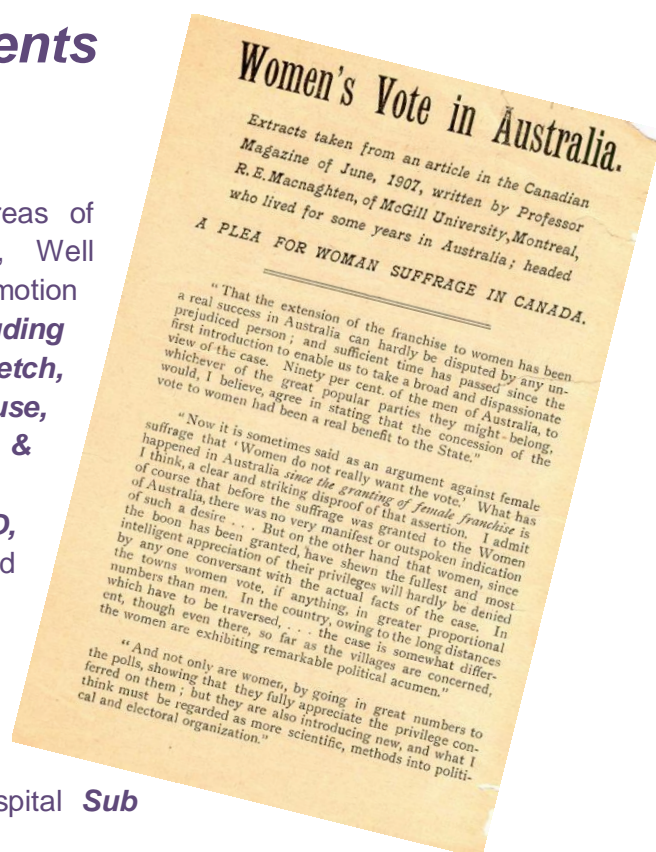 ents
reas of
, Well
motion
uding
etch,
use,
&
O,
d
spital Sub
Women's Vote in Australia.
Extracts taken from an article in the Canadian
Magazine of June, 1907, written by Professor
R. E. Macnaghten, of McGill University, Montreal,
who lived for some years in Australia; headed
A PLEA FOR WOMAN SUFFRAGE IN CANADA.
"That the extension of the franchise to women has been
a real success in Australia can hardly be disputed by any un-
prejudiced person; and sufficient time has passed since the
first introduction to enable us to take a broad and dispassionate
view of the case. Ninety per cent. of the men of Australia, to
whichever of the great popular parties they might-belong,
would, I believe, agree in stating that the concession of the
vote to women had been a real benefit to the State."
"Now it is sometimes said as an argument against female
suffrage that 'Women do not really want the vote.' What has
happened in Australia since the granting of female franchise is
I think, a clear and striking disproof of that assertion. I admit
of course that before the suffrage was granted to the Women
of Australia, there was no very manifest or outspoken indication
of such a desire . . . But on the other hand that women, since
the boon has been granted, have shewn the fullest and most
intelligent appreciation of their privileges will hardly be denied
by any one conversant with the actual facts of the case. In
the towns women vote, if anything, in greater proportional
numbers than men. In the country, owing to the long distances
which have to be traversed, . . . the case is somewhat differ-
ent, though even there, so far as the villages are concerned,
the women are exhibiting remarkable political acumen."
"And not only are women, by going in great numbers to
the polls, showing that they fully appreciate the privilege con-
ferred on them; but they are also introducing new, and what I
think must be regarded as more scientific, methods into politi-
cal and electoral organization."